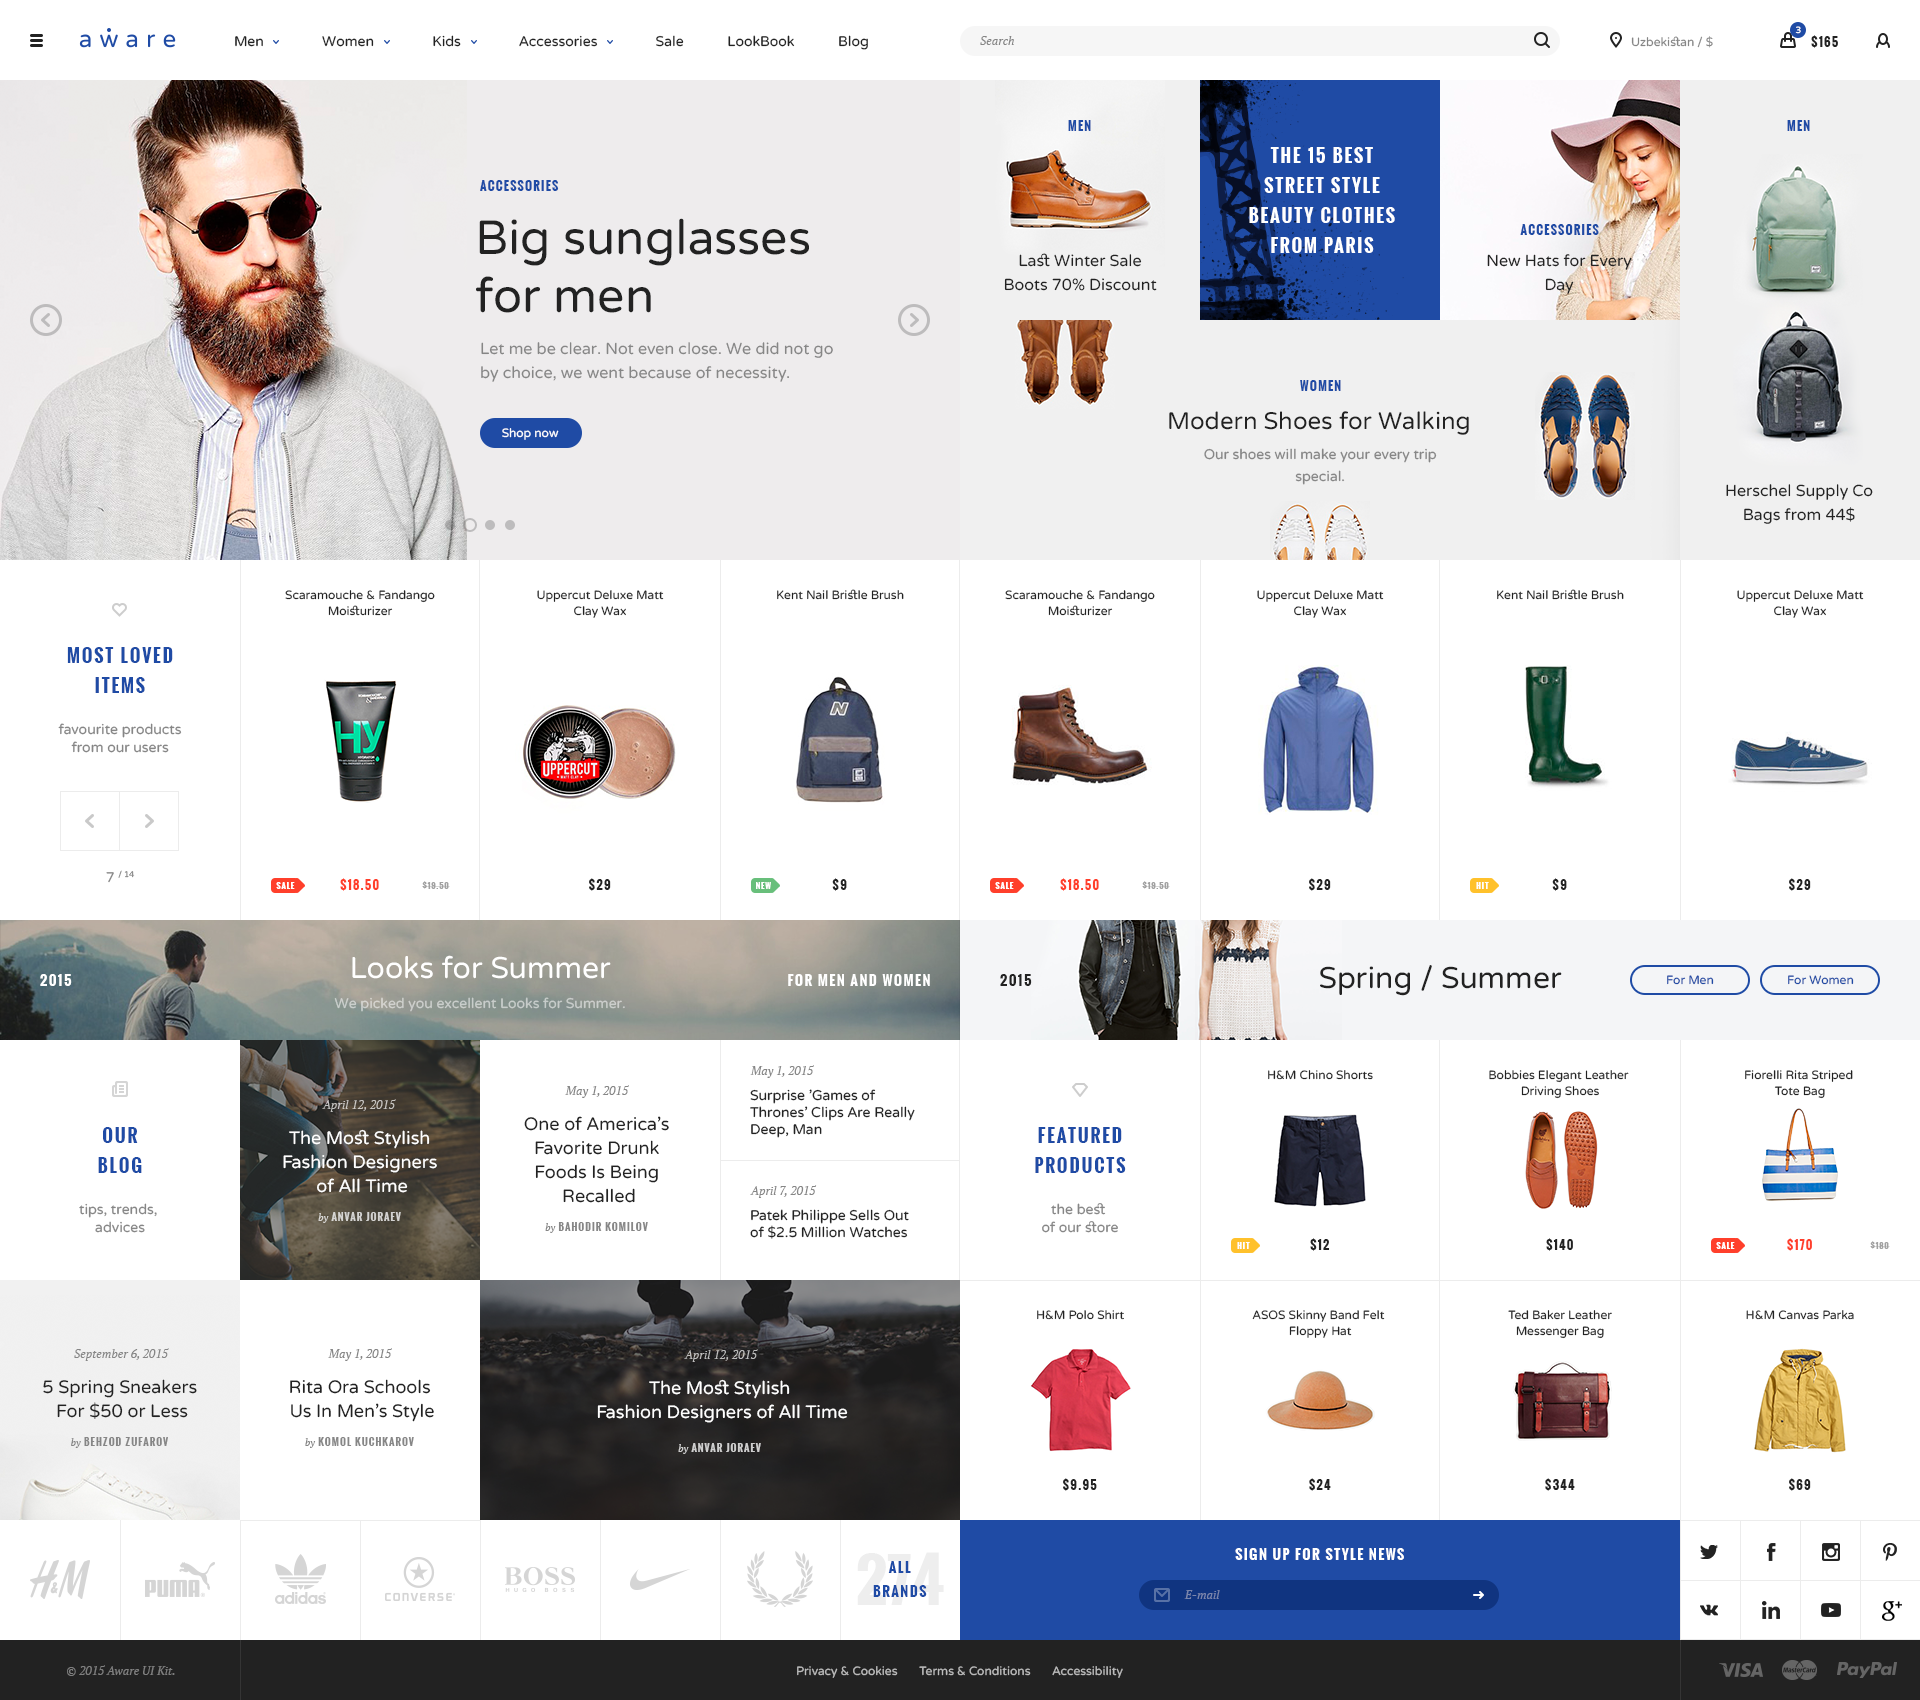 aware
Men
Women
Kids
Accessories
Sale
LookBook
Blog
Search
Uzbekistan / $
3
$165
ACCESSORIES
Big sunglasses
for men
Let me be clear. Not even close. We did not go
by choice, we went because of necessity.
Shop now
MEN
Last Winter Sale
Boots 70% Discount
THE 15 BEST
STREET STYLE
BEAUTY CLOTHES
FROM PARIS
ACCESSORIES
New Hats for Every
Day
MEN
Herschel Supply Co
Bags from 44$
WOMEN
Modern Shoes for Walking
Our shoes will make your every trip
special.
MOST LOVED
ITEMS
favourite products
from our users
7 / 14
Scaramouche & Fandango
Moisturizer
Hy
SALE
$18.50
$19.50
Uppercut Deluxe Matt
Clay Wax
UPPERCUT
$29
Kent Nail Bristle Brush
N
NEW
$9
Scaramouche & Fandango
Moisturizer
SALE
$18.50
$19.50
Uppercut Deluxe Matt
Clay Wax
$29
Kent Nail Bristle Brush
HIT
$9
Uppercut Deluxe Matt
Clay Wax
$29
2015
Looks for Summer
We picked you excellent Looks for Summer.
FOR MEN AND WOMEN
2015
Spring / Summer
For Men
For Women
OUR
BLOG
tips, trends,
advices
April 12, 2015
The Most Stylish
Fashion Designers
of All Time
by ANVAR JORAEV
May 1, 2015
One of America's
Favorite Drunk
Foods Is Being
Recalled
by BAHODIR KOMILOV
May 1, 2015
Surprise 'Games of
Thrones' Clips Are Really
Deep, Man
April 7, 2015
Patek Philippe Sells Out
of $2.5 Million Watches
FEATURED
PRODUCTS
the best
of our store
H&M Chino Shorts
HIT
$12
Bobbies Elegant Leather
Driving Shoes
$140
Fiorelli Rita Striped
Tote Bag
SALE
$170
$180
September 6, 2015
5 Spring Sneakers
For $50 or Less
by BEHZOD ZUFAROV
May 1, 2015
Rita Ora Schools
Us In Men's Style
by KOMOL KUCHKAROV
April 12, 2015
The Most Stylish
Fashion Designers of All Time
by ANVAR JORAEV
H&M Polo Shirt
$9.95
ASOS Skinny Band Felt
Floppy Hat
$24
Ted Baker Leather
Messenger Bag
$344
H&M Canvas Parka
$69
H&M
PUMA
adidas
CONVERSE
BOSS
HUGO BOSS
274
ALL
BRANDS
SIGN UP FOR STYLE NEWS
E-mail
© 2015 Aware UI Kit.
Privacy & Cookies
Terms & Conditions
Accessibility
VISA
MasterCard
PayPal